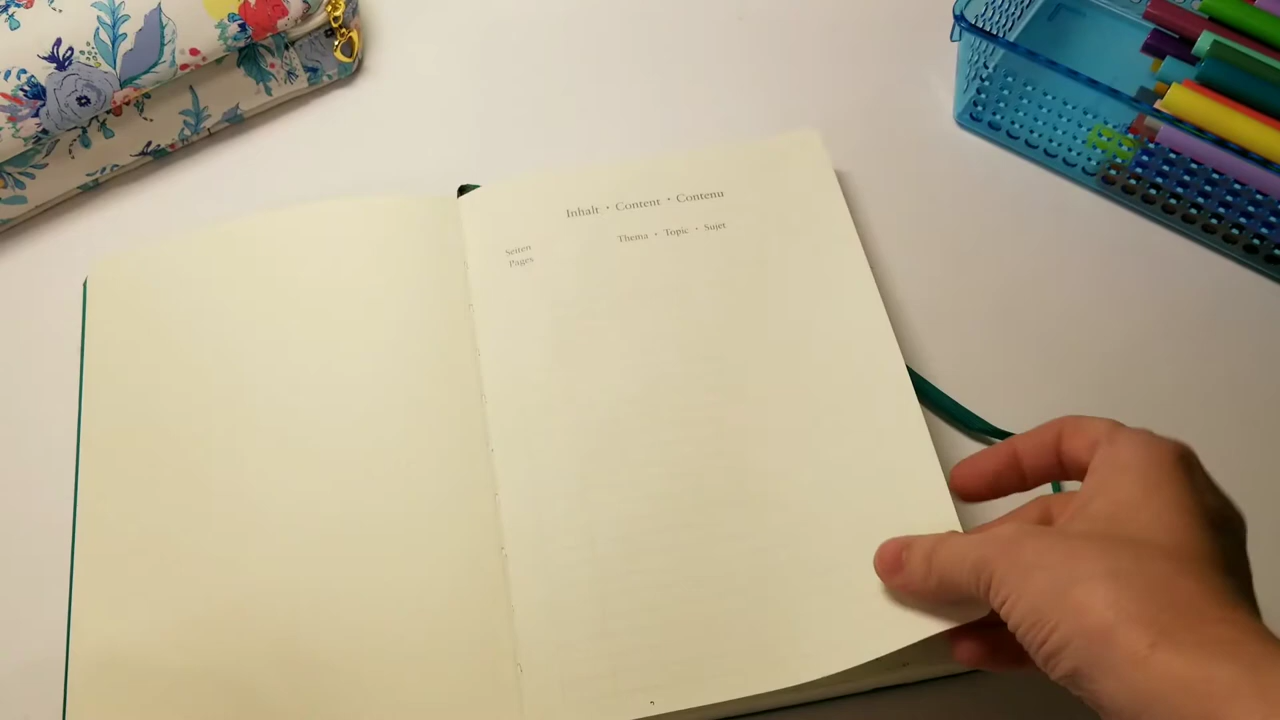 Inhalt • Content • Contenu
Thema • Topic • Sujet
Seiten
Pages